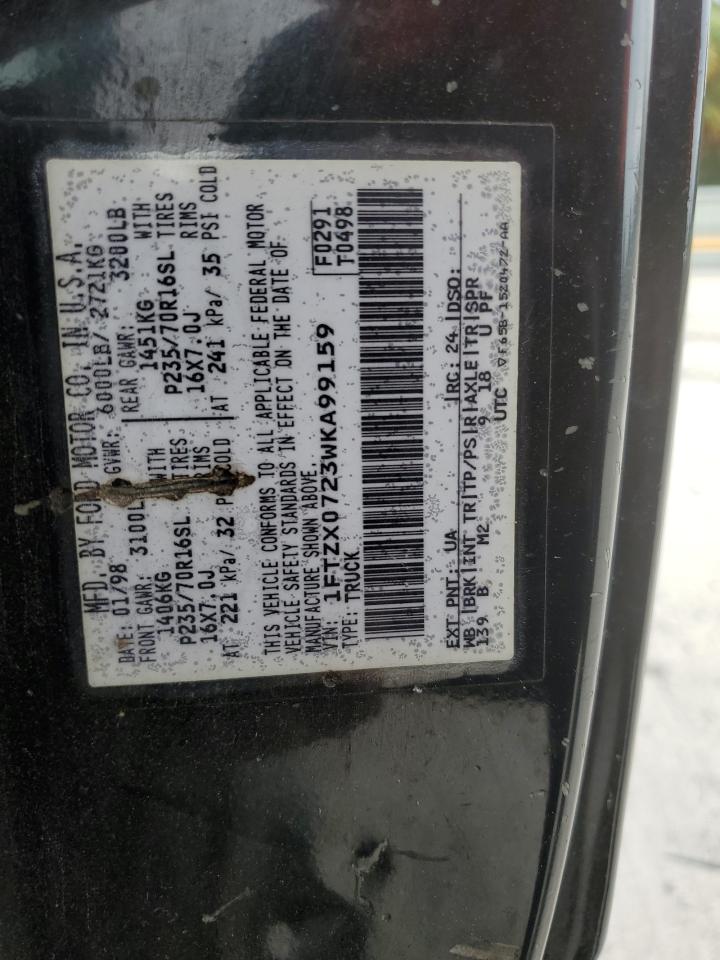 MFD. BY FORD MOTOR CO. IN U.S.A.
DATE: 01/98 GVWR: 6000LB/ 2721KG
FRONT GAWR: 3100LB REAR GAWR: 3200LB
1406KG 1451KG WITH
P235/70R16SL TIRES P235/70R16SL TIRES
16X7.0J RIMS 16X7.0J RIMS
AT 221 kPa/ 32 PSI COLD AT 241 kPa/ 35 PSI COLD
THIS VEHICLE CONFORMS TO ALL APPLICABLE FEDERAL MOTOR
VEHICLE SAFETY STANDARDS IN EFFECT ON THE DATE OF
MANUFACTURE SHOWN ABOVE.
VIN: 1FTZX0723WKA99159 F0291
TYPE: TRUCK T0498
EXT PNT: UA RC: 24 DSO:
WB BRK INT TR TP/PS R AXLE TR SPR
139 B M2 9 18 U PF
UTC F65B-1520472-AA